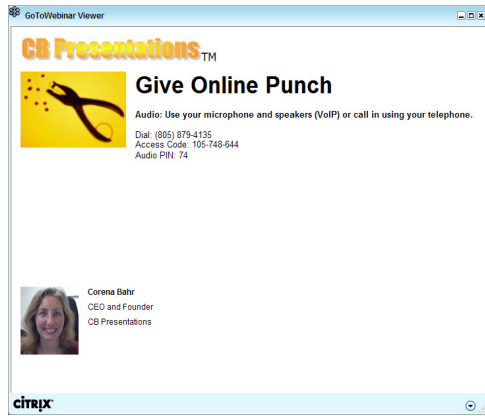 GoToWebinar Viewer
CB Presentations TM
Give Online Punch
Audio: Use your microphone and speakers (VoIP) or call in using your telephone.
Dial: (805) 879-4135
Access Code: 105-748-644
Audio PIN: 74
Corena Bahr
CEO and Founder
CB Presentations
CİTRIX